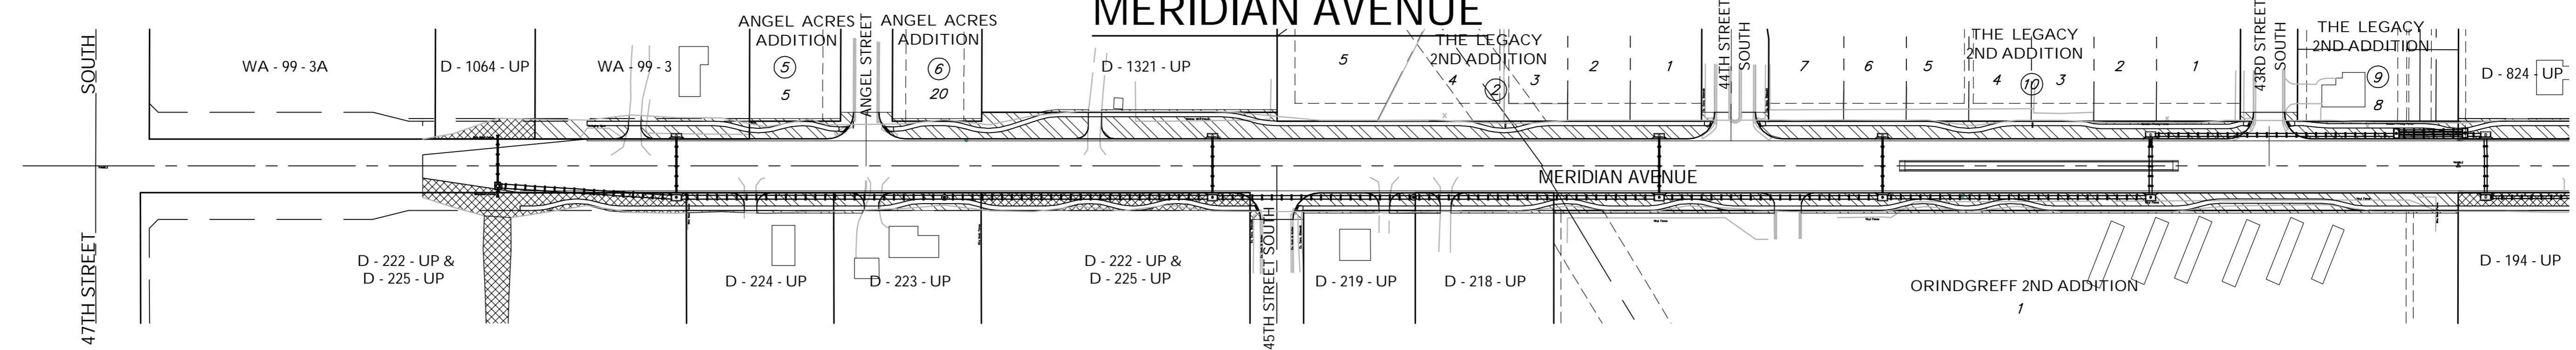 MERIDIAN AVENUE
ANGEL ACRES
ADDITION
ANGEL STREET
ANGEL ACRES
ADDITION
THE LEGACY
2ND ADDITION
44TH STREET
SOUTH
THE LEGACY
2ND ADDITION
43RD STREET
SOUTH
THE LEGACY
2ND ADDITION
SOUTH
WA - 99 - 3A
D - 1064 - UP
WA - 99 - 3
5
5
6
20
D - 1321 - UP
5
4
2
3
2
1
7
6
5
4
10
3
2
1
9
8
D - 824 - UP
MERIDIAN AVENUE
47TH STREET
D - 222 - UP &
D - 225 - UP
D - 224 - UP
D - 223 - UP
D - 222 - UP &
D - 225 - UP
45TH STREET SOUTH
D - 219 - UP
D - 218 - UP
ORINDGREFF 2ND ADDITION
1
D - 194 - UP